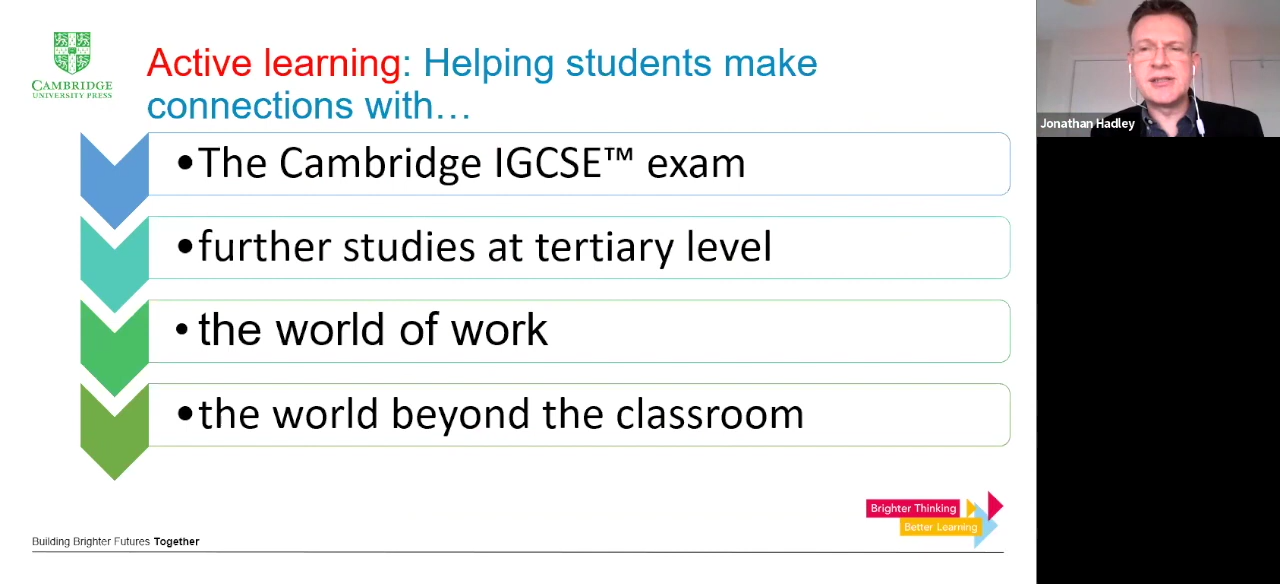 CAMBRIDGE
UNIVERSITY PRESS
Active learning: Helping students make
connections with…
•The Cambridge IGCSE™ exam
•further studies at tertiary level
•the world of work
•the world beyond the classroom
Brighter Thinking
Better Learning
Building Brighter Futures Together
Jonathan Hadley